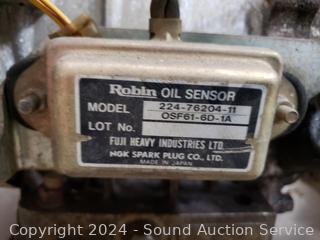 Robin OIL SENSOR
MODEL 224-76204-11
OSF61-6D-1A
LOT No.
FUJI HEAVY INDUSTRIES LTD.
NGK SPARK PLUG CO., LTD.
MADE IN JAPAN
Copyright 2024 - Sound Auction Service